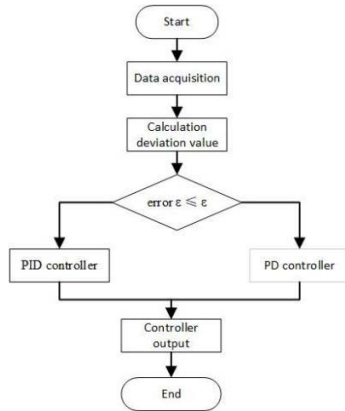 Start
Data acquisition
Calculation
deviation value
error ε ⩽ ε
PID controller
PD controller
Controller
output
End